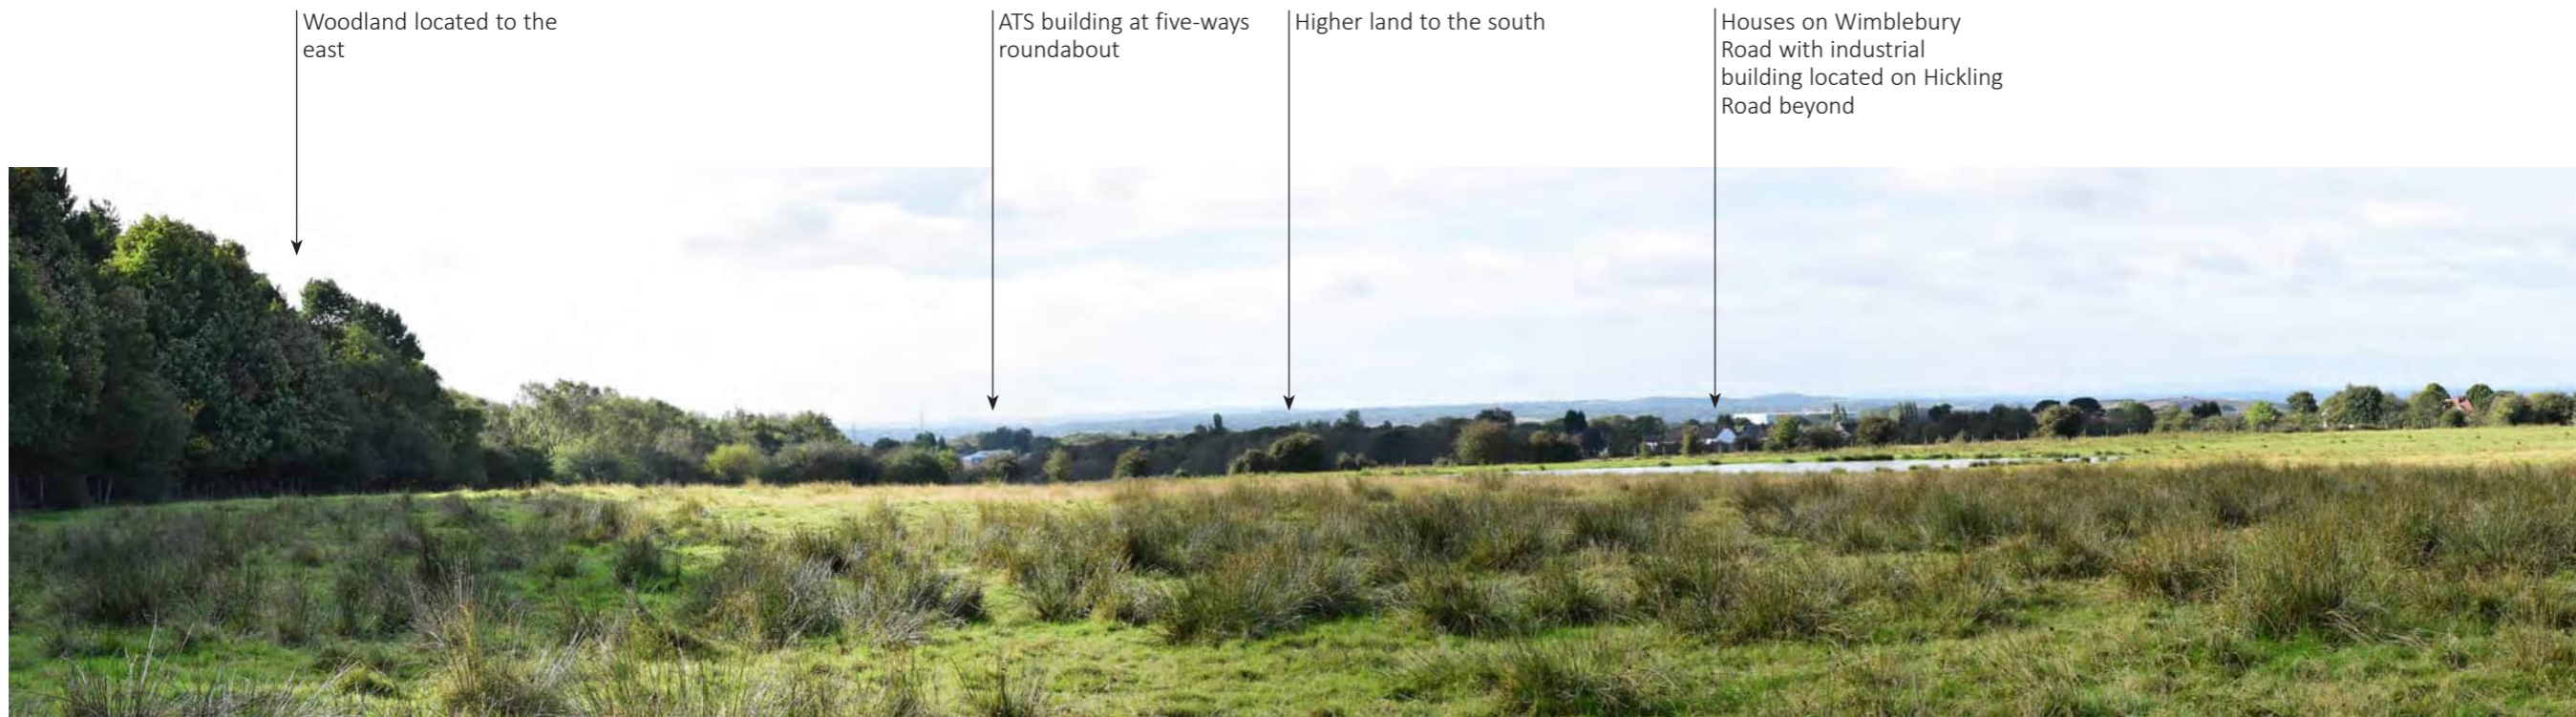 Woodland located to the
east
ATS building at five-ways
roundabout
Higher land to the south
Houses on Wimblebury
Road with industrial
building located on Hickling
Road beyond